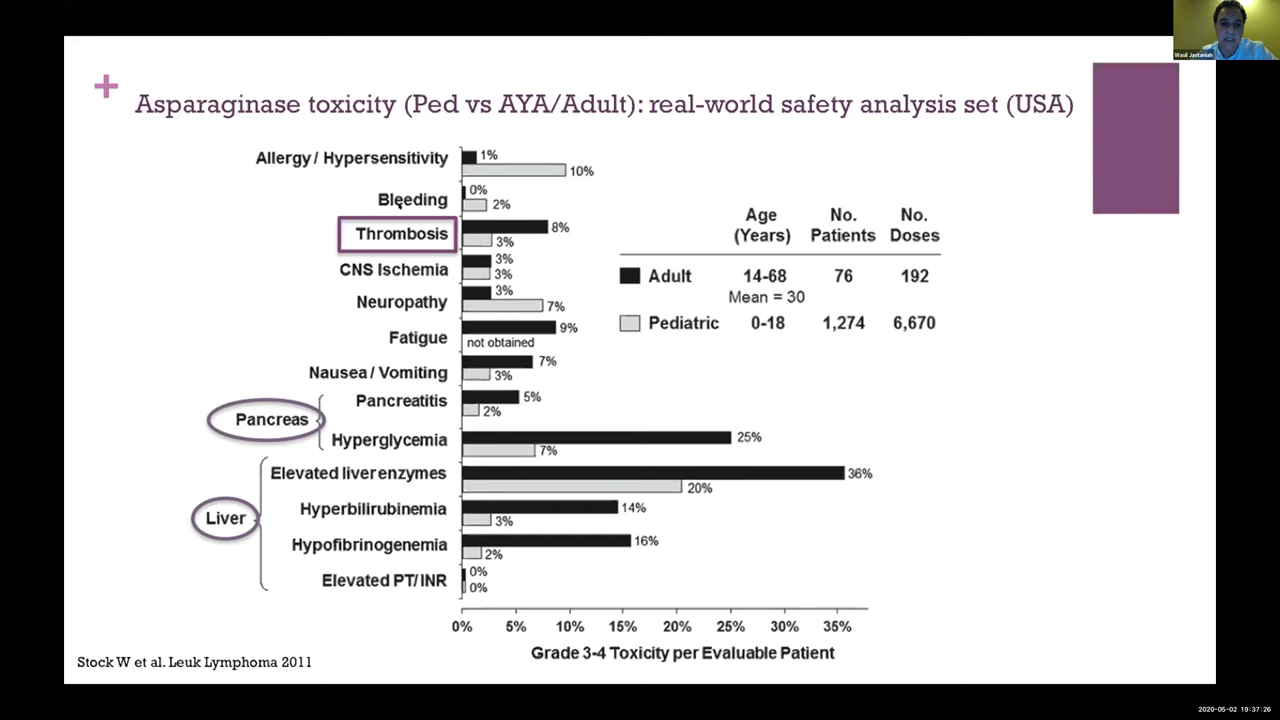 Wasil Jastaniah
+
Asparaginase toxicity (Ped vs AYA/Adult): real-world safety analysis set (USA)
Allergy / Hypersensitivity 1% 10%
Bleeding 0% 2%
Thrombosis 8% 3%
CNS Ischemia 3% 3%
Neuropathy 3% 7%
Fatigue 9% not obtained
Nausea / Vomiting 7% 3%
Pancreas
Pancreatitis 5% 2%
Hyperglycemia 25% 7%
Liver
Elevated liver enzymes 36% 20%
Hyperbilirubinemia 14% 3%
Hypofibrinogenemia 16% 2%
Elevated PT/INR 0% 0%
0% 5% 10% 15% 20% 25% 30% 35%
Grade 3-4 Toxicity per Evaluable Patient
Age No. No.
(Years) Patients Doses
Adult 14-68 76 192
Mean = 30
Pediatric 0-18 1,274 6,670
Stock W et al. Leuk Lymphoma 2011
2020-05-02 19:37:26